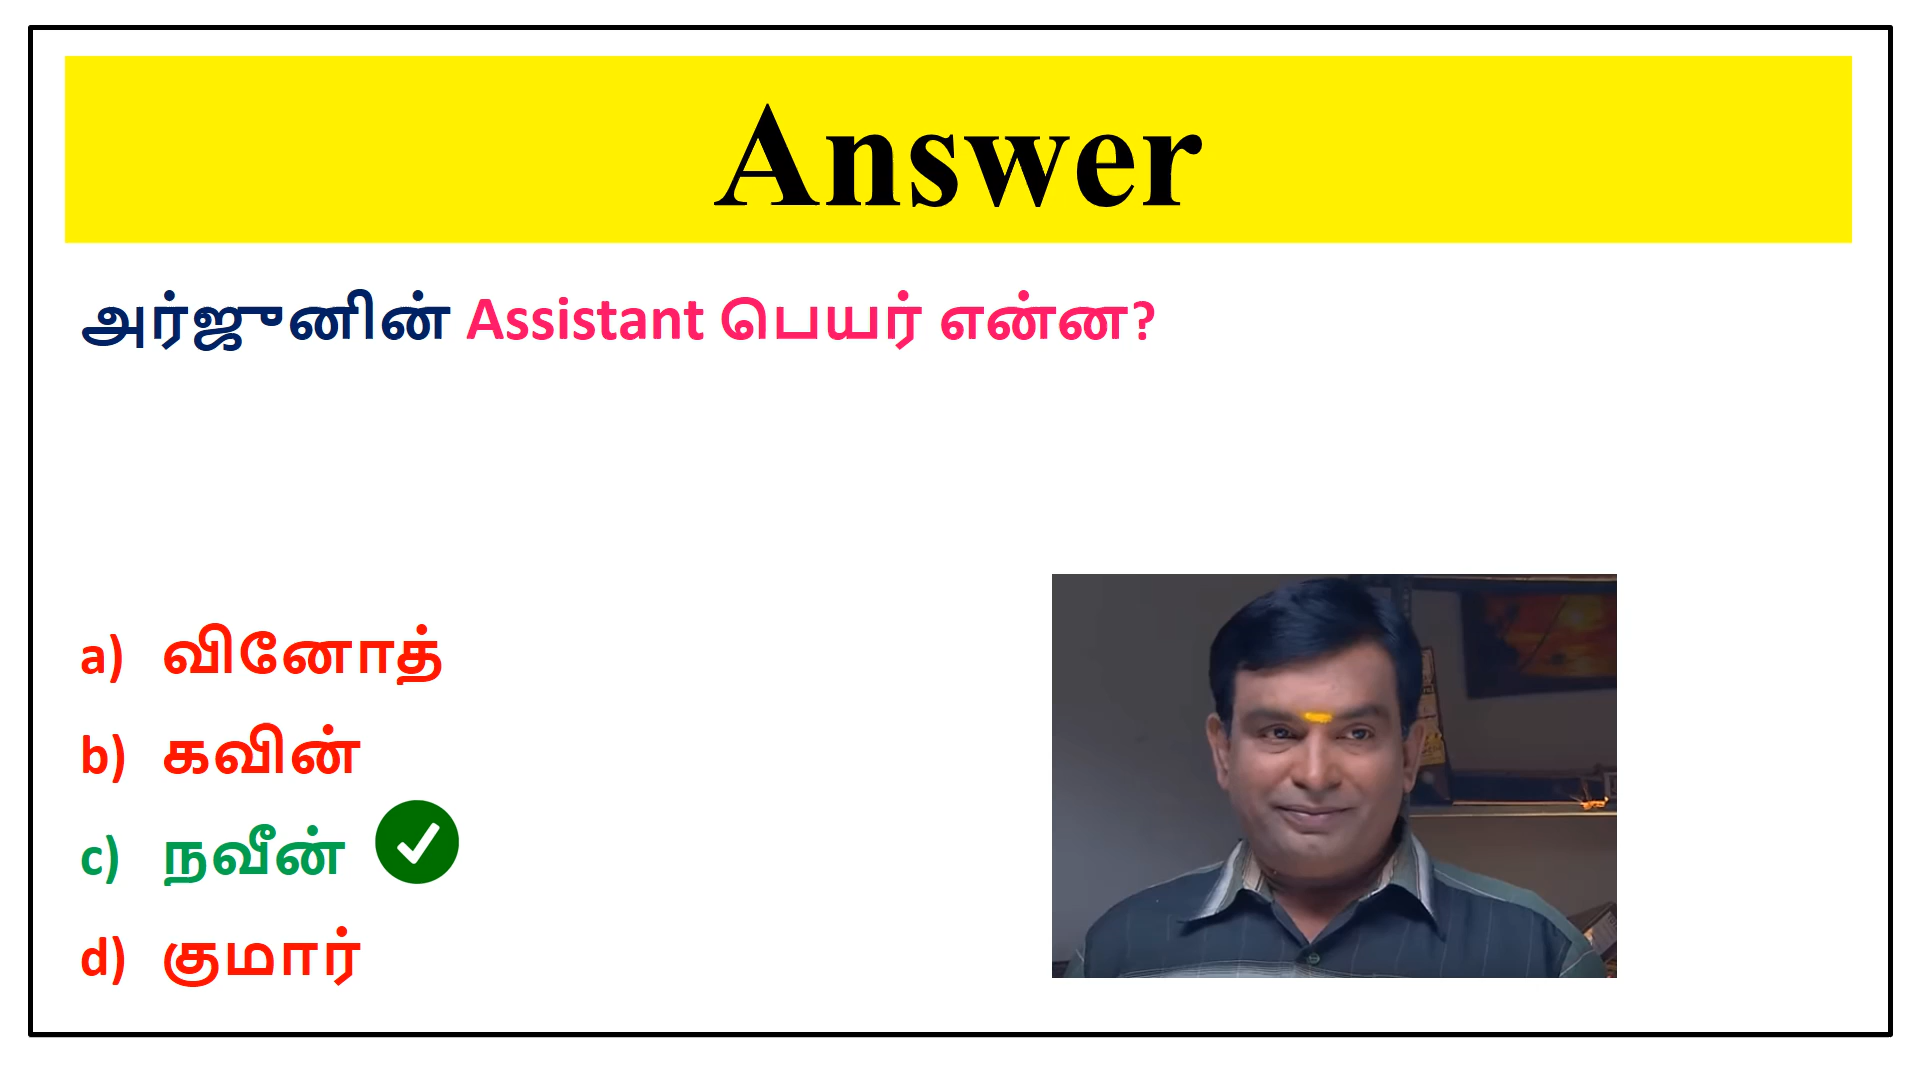 Answer
அர்ஜுனின் Assistant பெயர் என்ன?
a) வினோத்
b) கவின்
c) நவீன்
d) குமார்